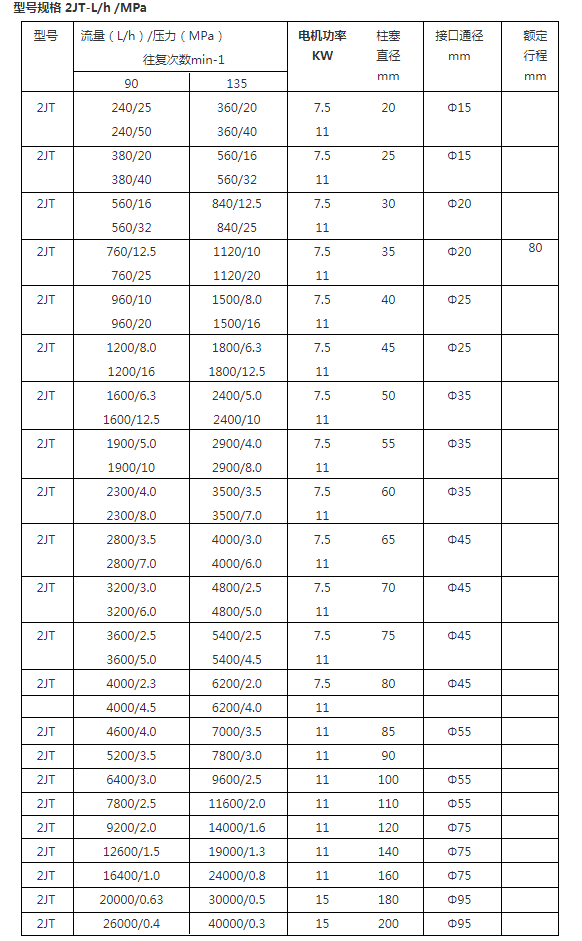 型号规格 2JT-L/h /MPa
型号 流量（L/h）/压力（MPa） 电机功率 柱塞 接口通径 额定
往复次数min-1 KW 直径 mm 行程
90 135 mm mm
2JT 240/25 360/20 7.5 20 Φ15
240/50 360/40 11
2JT 380/20 560/16 7.5 25 Φ15
380/40 560/32 11
2JT 560/16 840/12.5 7.5 30 Φ20
560/32 840/25 11
2JT 760/12.5 1120/10 7.5 35 Φ20 80
760/25 1120/20 11
2JT 960/10 1500/8.0 7.5 40 Φ25
960/20 1500/16 11
2JT 1200/8.0 1800/6.3 7.5 45 Φ25
1200/16 1800/12.5 11
2JT 1600/6.3 2400/5.0 7.5 50 Φ35
1600/12.5 2400/10 11
2JT 1900/5.0 2900/4.0 7.5 55 Φ35
1900/10 2900/8.0 11
2JT 2300/4.0 3500/3.5 7.5 60 Φ35
2300/8.0 3500/7.0 11
2JT 2800/3.5 4000/3.0 7.5 65 Φ45
2800/7.0 4000/6.0 11
2JT 3200/3.0 4800/2.5 7.5 70 Φ45
3200/6.0 4800/5.0 11
2JT 3600/2.5 5400/2.5 7.5 75 Φ45
3600/5.0 5400/4.5 11
2JT 4000/2.3 6200/2.0 7.5 80 Φ45
4000/4.5 6200/4.0 11
2JT 4600/4.0 7000/3.5 11 85 Φ55
2JT 5200/3.5 7800/3.0 11 90
2JT 6400/3.0 9600/2.5 11 100 Φ55
2JT 7800/2.5 11600/2.0 11 110 Φ55
2JT 9200/2.0 14000/1.6 11 120 Φ75
2JT 12600/1.5 19000/1.3 11 140 Φ75
2JT 16400/1.0 24000/0.8 11 160 Φ75
2JT 20000/0.63 30000/0.5 15 180 Φ95
2JT 26000/0.4 40000/0.3 15 200 Φ95